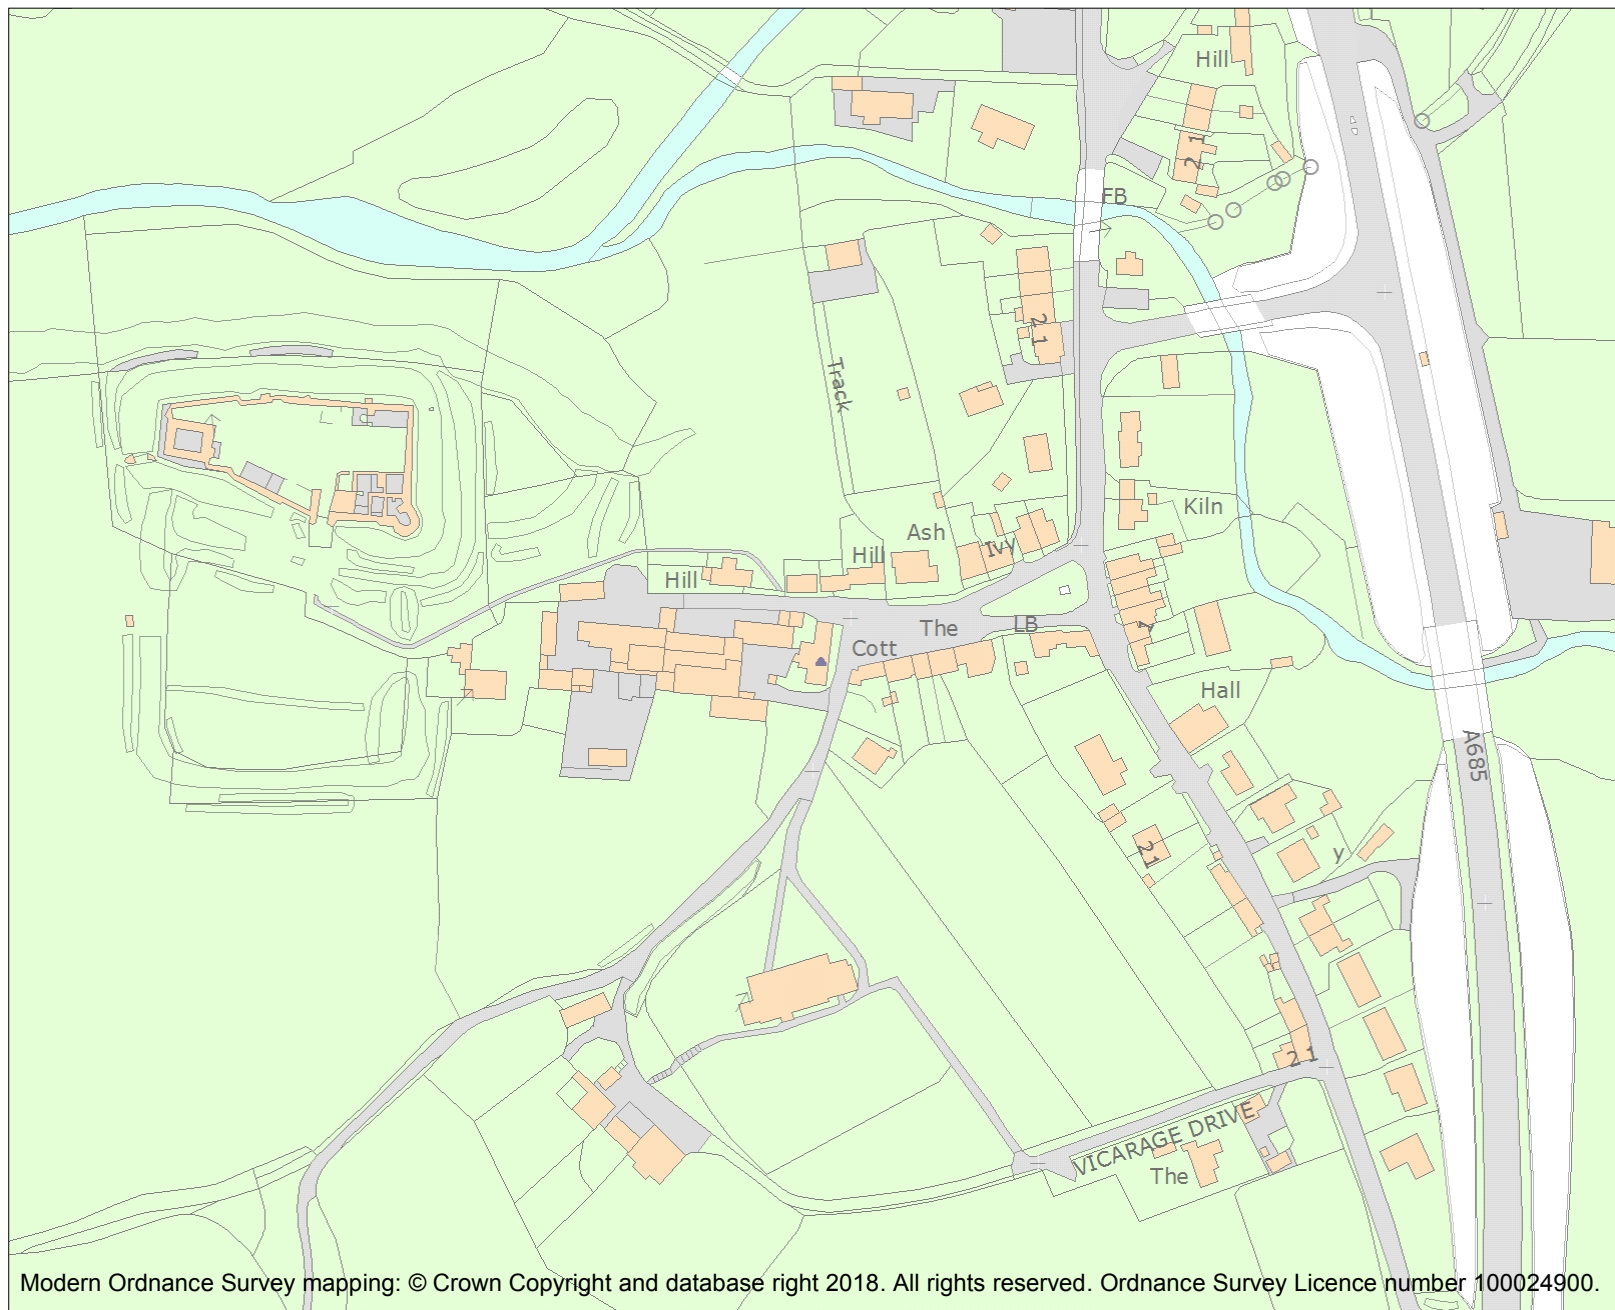 Hill
2 1
FB
2 1
Track
Kiln
Ash
Ivy
Hill
Hill
The
LB
Cott
Hall
A685
2 1
y
2 1
VICARAGE DRIVE
The
Modern Ordnance Survey mapping: © Crown Copyright and database right 2018. All rights reserved. Ordnance Survey Licence number 100024900.